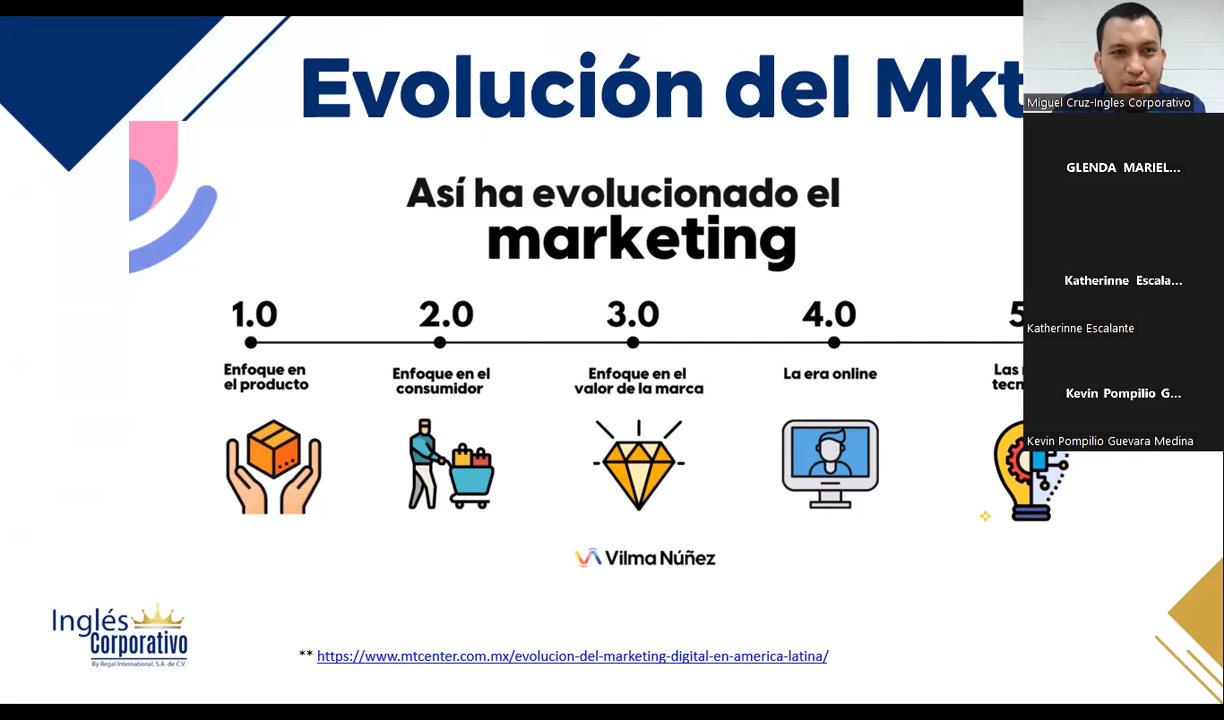 Evolución del Mkt
Así ha evolucionado el
marketing
1.0
2.0
3.0
4.0
5
Enfoque en
el producto
Enfoque en el
consumidor
Enfoque en el
valor de la marca
La era online
Las
tecn
Vilma Núñez
Inglés
Corporativo
By Regal International, S.A. de C.V.
** https://www.mtcenter.com.mx/evolucion-del-marketing-digital-en-america-latina/
Miguel Cruz-Ingles Corporativo
GLENDA MARIEL...
Katherinne Escala...
Katherinne Escalante
Kevin Pompilio G...
Kevin Pompilio Guevara Medina